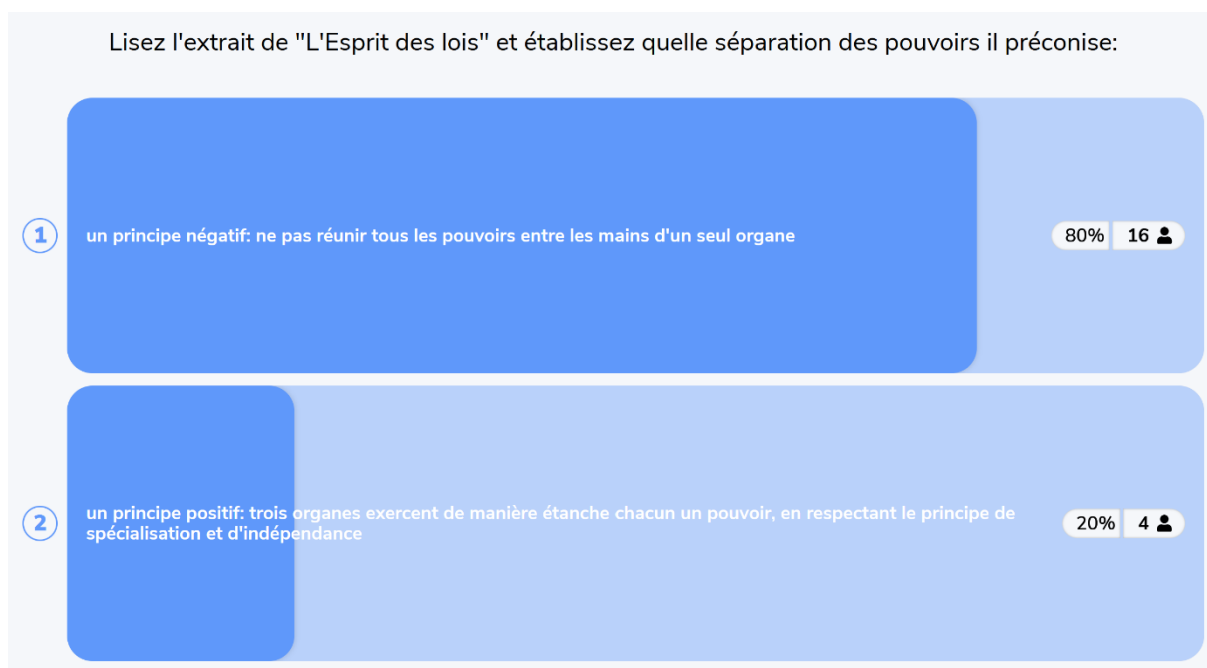 Lisez l'extrait de "L'Esprit des lois" et établissez quelle séparation des pouvoirs il préconise:
1 un principe négatif: ne pas réunir tous les pouvoirs entre les mains d'un seul organe 80% 16
2 un principe positif: trois organes exercent de manière étanche chacun un pouvoir, en respectant le principe de
spécialisation et d'indépendance 20% 4